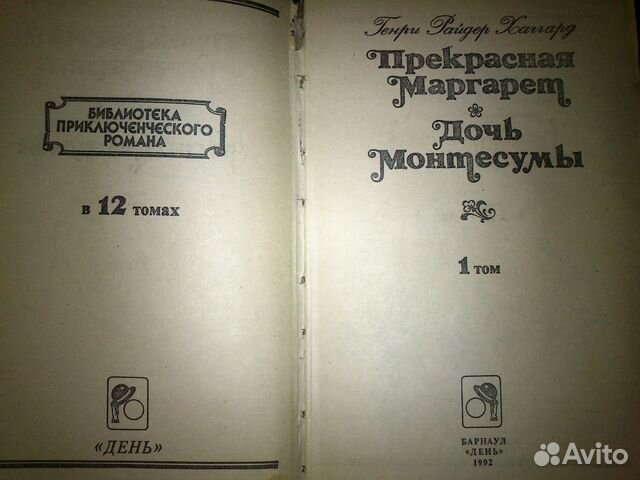 БИБЛИОТЕКА
ПРИКЛЮЧЕНЧЕСКОГО
РОМАНА
в 12 томах
«ДЕНЬ»
Генри Райдер Хаггард
Прекрасная
Маргарет
Дочь
Монтесумы
1 том
БАРНАУЛ
«ДЕНЬ»
1992
Avito